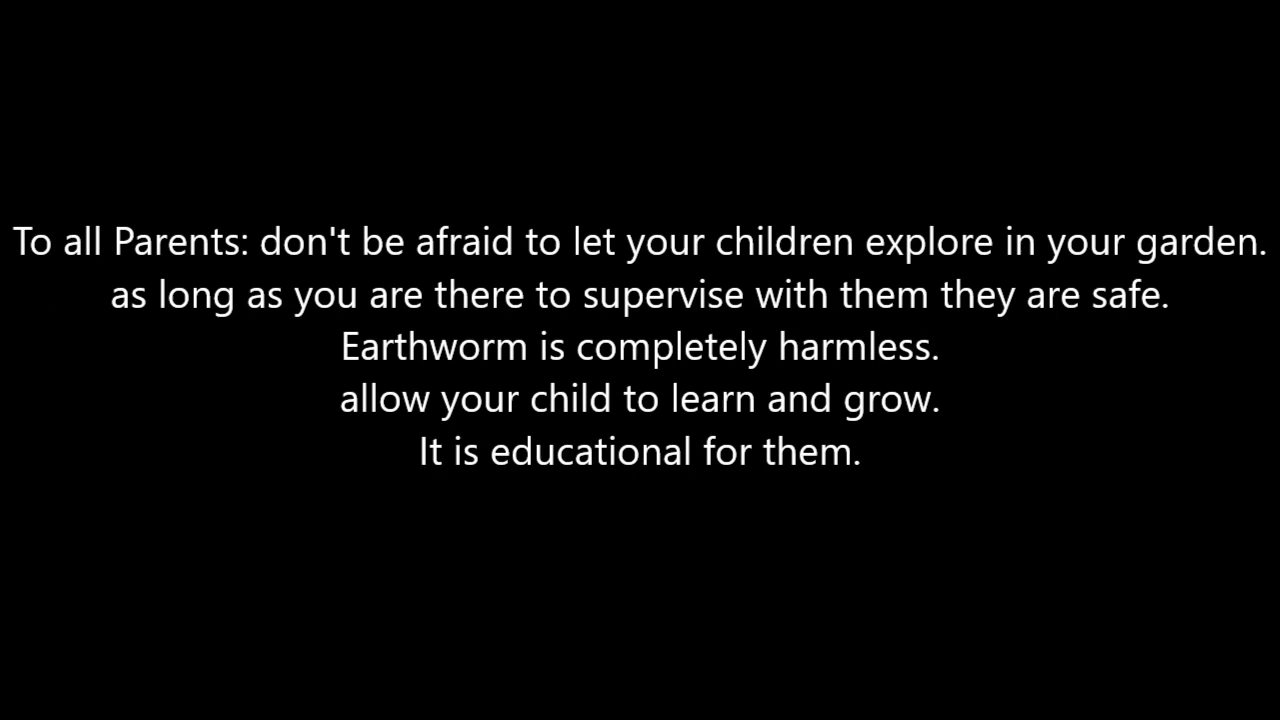 To all Parents: don't be afraid to let your children explore in your garden.
as long as you are there to supervise with them they are safe.
Earthworm is completely harmless.
allow your child to learn and grow.
It is educational for them.